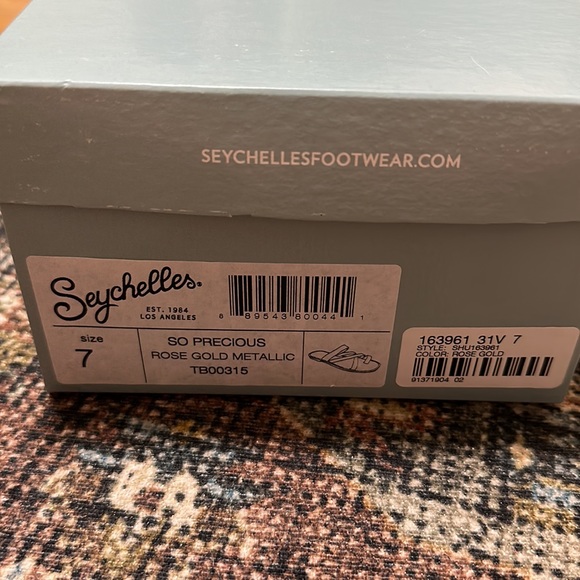 SEYCHELLESFOOTWEAR.COM
Seychelles.
EST. 1984
LOS ANGELES
8 89543 80044 1
size
7
SO PRECIOUS
ROSE GOLD METALLIC
TB00315
163961 31V 7
STYLE: SHU163961
COLOR: ROSE GOLD
91371904 02